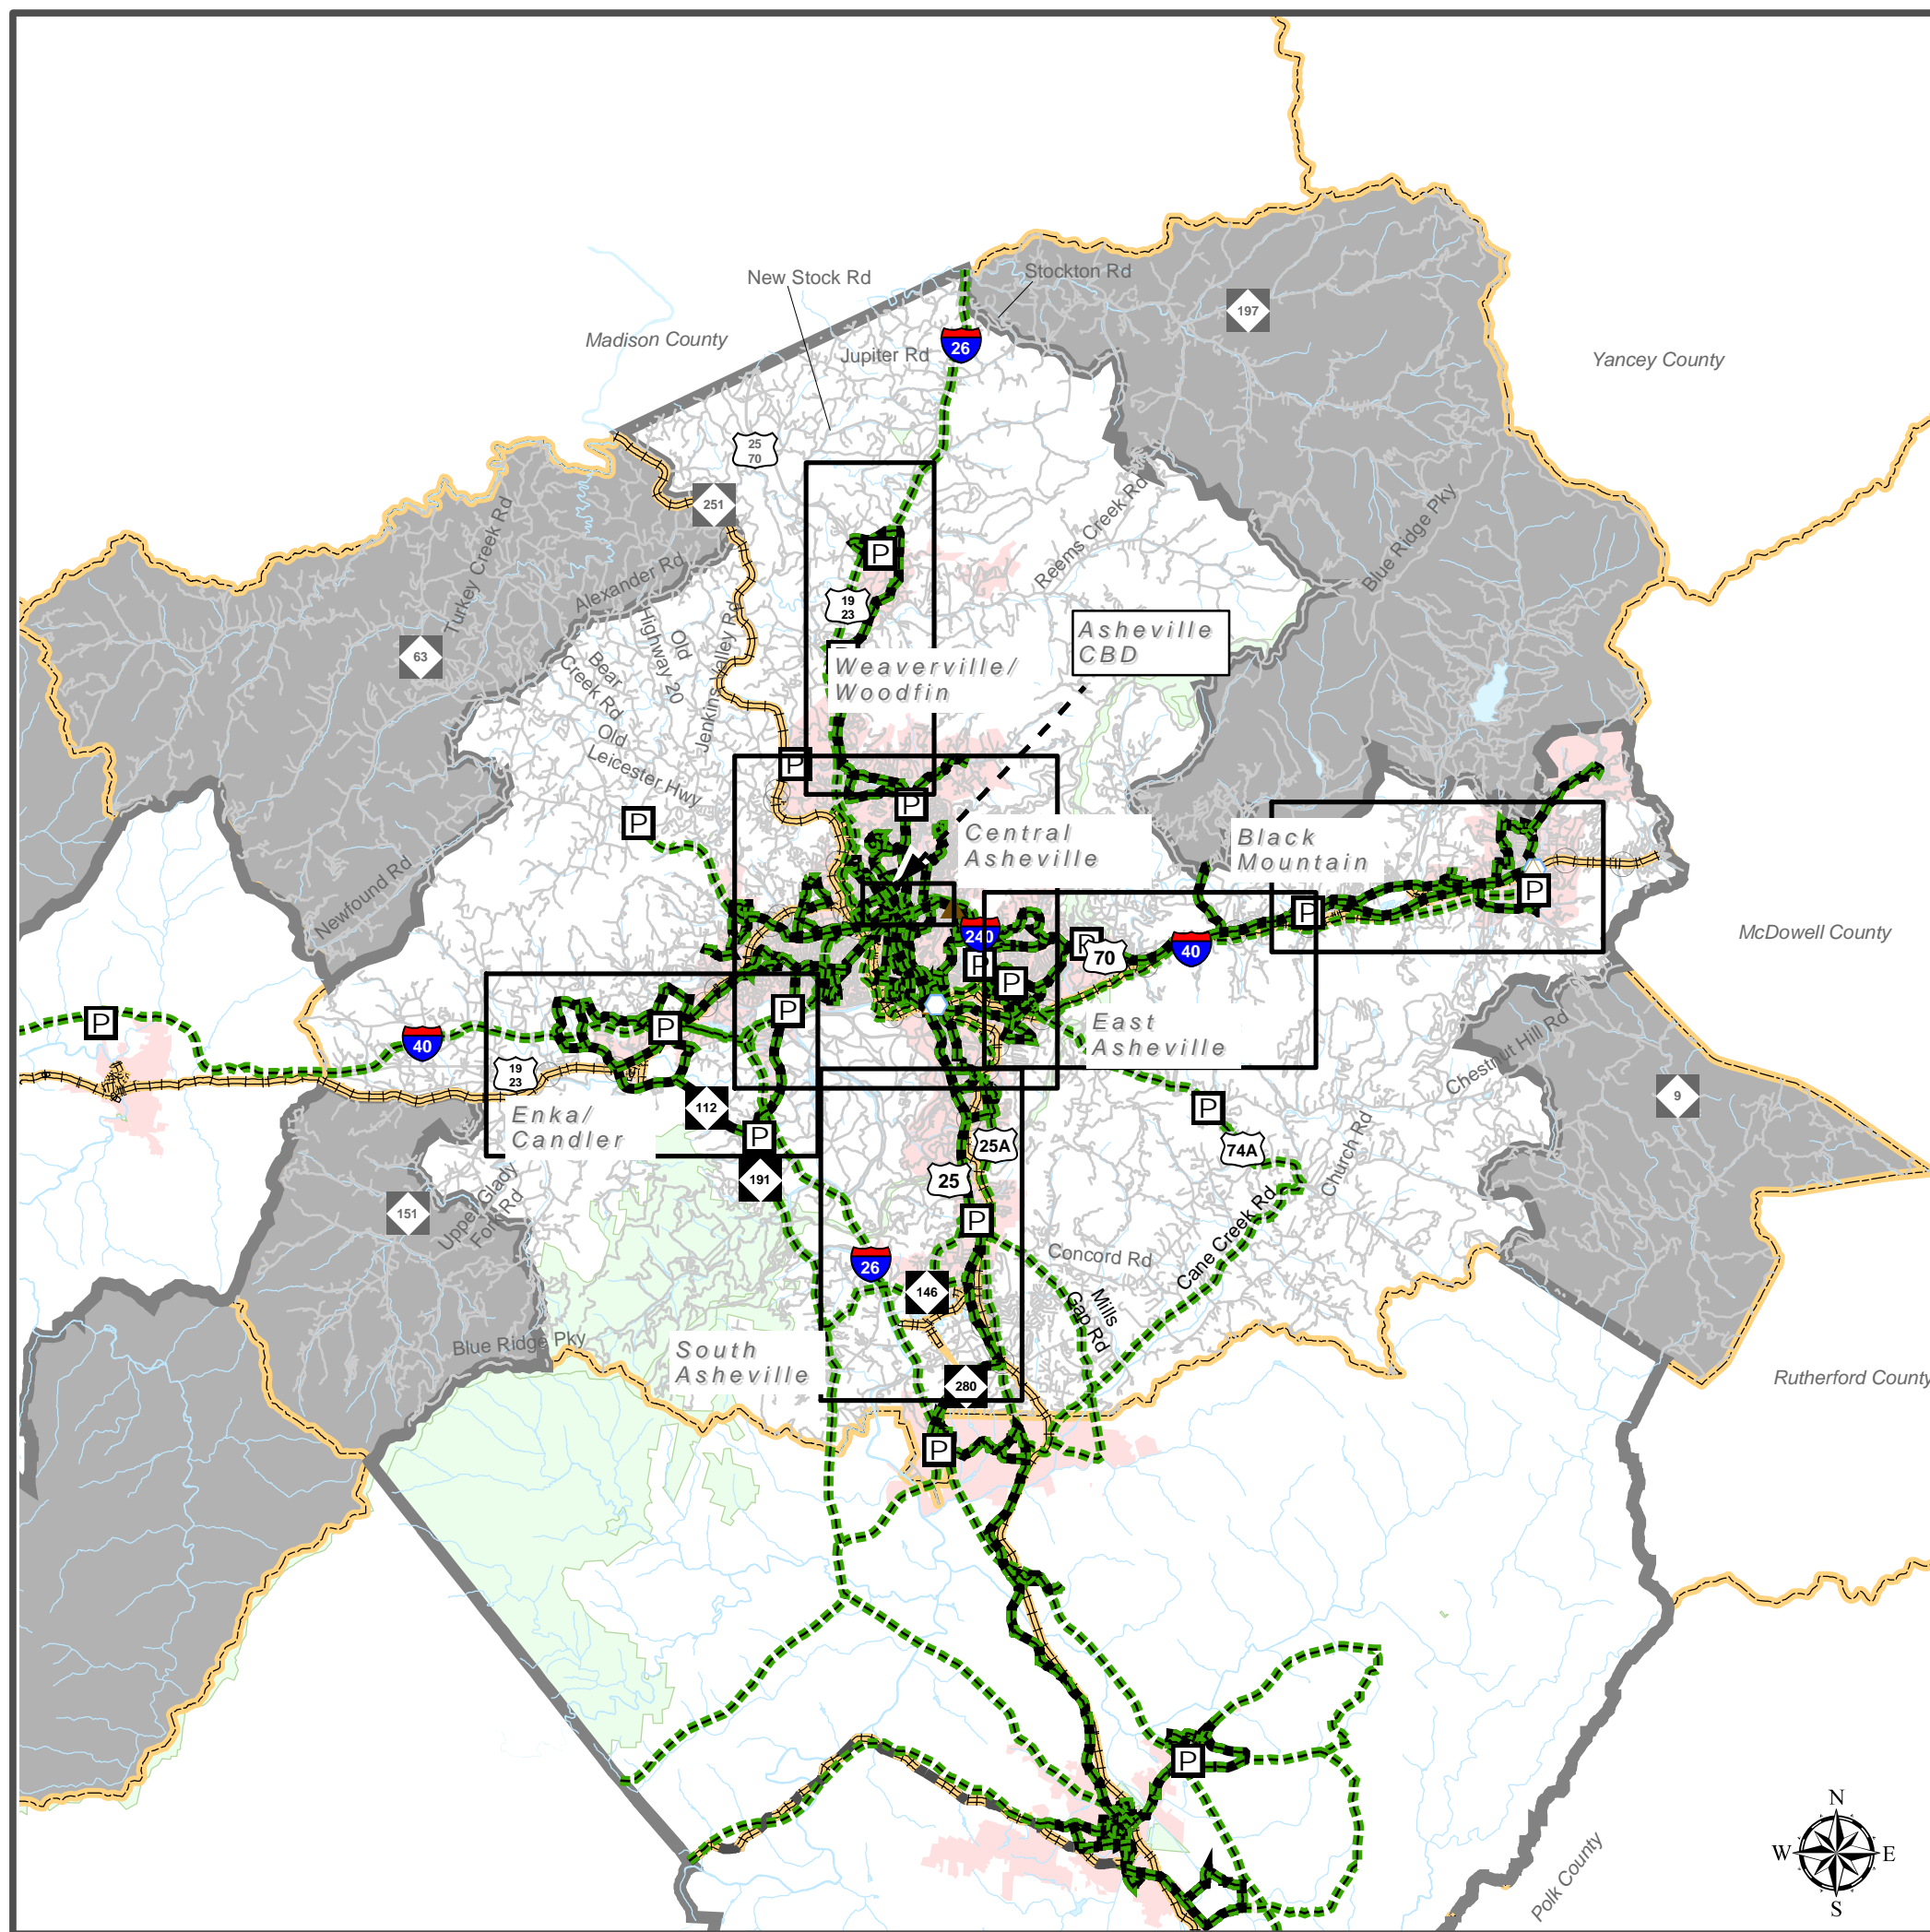 New Stock Rd
Stockton Rd
197
Madison County
26
Jupiter Rd
Yancey County
25
70
251
Turkey Creek Rd
Reems Creek Rd
Blue Ridge Pky
P
Alexander Rd
19
23
63
Old
Highway 20
Jenkins Valley Rd
Bear
Creek Rd
Asheville
CBD
Weaverville/
Woodfin
Old
Leicester Hwy
P
P
P
Central
Asheville
Black
Mountain
P
P
Newfound Rd
240
P
70
40
McDowell County
P
P
P
P
P
40
East
Asheville
Chestnut Hill Rd
19
23
Enka/
Candler
112
P
P
9
25A
74A
Church Rd
191
25
Upper Glady
Fork Rd
151
P
Concord Rd
Cane Creek Rd
26
146
Mills
Gap Rd
Blue Ridge Pky
South
Asheville
280
Rutherford County
P
P
N
W
E
S
Polk County